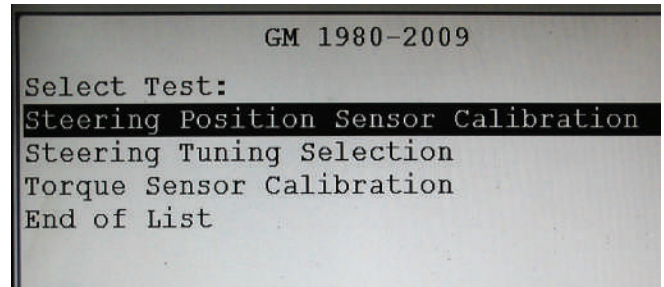 GM 1980-2009
Select Test:
Steering Position Sensor Calibration
Steering Tuning Selection
Torque Sensor Calibration
End of List